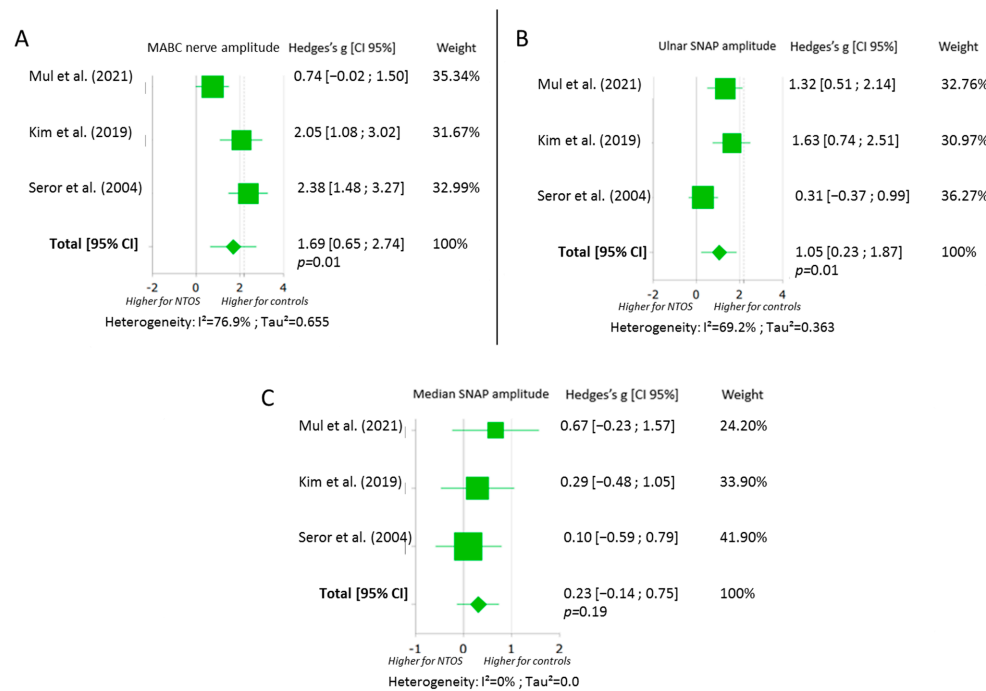 A
MABC nerve amplitude Hedges's g [CI 95%] Weight
Mul et al. (2021) 0.74 [−0.02 ; 1.50] 35.34%
Kim et al. (2019) 2.05 [1.08 ; 3.02] 31.67%
Seror et al. (2004) 2.38 [1.48 ; 3.27] 32.99%
Total [95% CI] 1.69 [0.65 ; 2.74] 100%
p=0.01
-2 0 2 4
Higher for NTOS Higher for controls
Heterogeneity: I²=76.9% ; Tau²=0.655
B
Ulnar SNAP amplitude Hedges's g [CI 95%] Weight
Mul et al. (2021) 1.32 [0.51 ; 2.14] 32.76%
Kim et al. (2019) 1.63 [0.74 ; 2.51] 30.97%
Seror et al. (2004) 0.31 [−0.37 ; 0.99] 36.27%
Total [95% CI] 1.05 [0.23 ; 1.87] 100%
p=0.01
-2 0 2 4
Higher for NTOS Higher for controls
Heterogeneity: I²=69.2% ; Tau²=0.363
C
Median SNAP amplitude Hedges's g [CI 95%] Weight
Mul et al. (2021) 0.67 [−0.23 ; 1.57] 24.20%
Kim et al. (2019) 0.29 [−0.48 ; 1.05] 33.90%
Seror et al. (2004) 0.10 [−0.59 ; 0.79] 41.90%
Total [95% CI] 0.23 [−0.14 ; 0.75] 100%
p=0.19
-1 0 1 2
Higher for NTOS Higher for controls
Heterogeneity: I²=0% ; Tau²=0.0